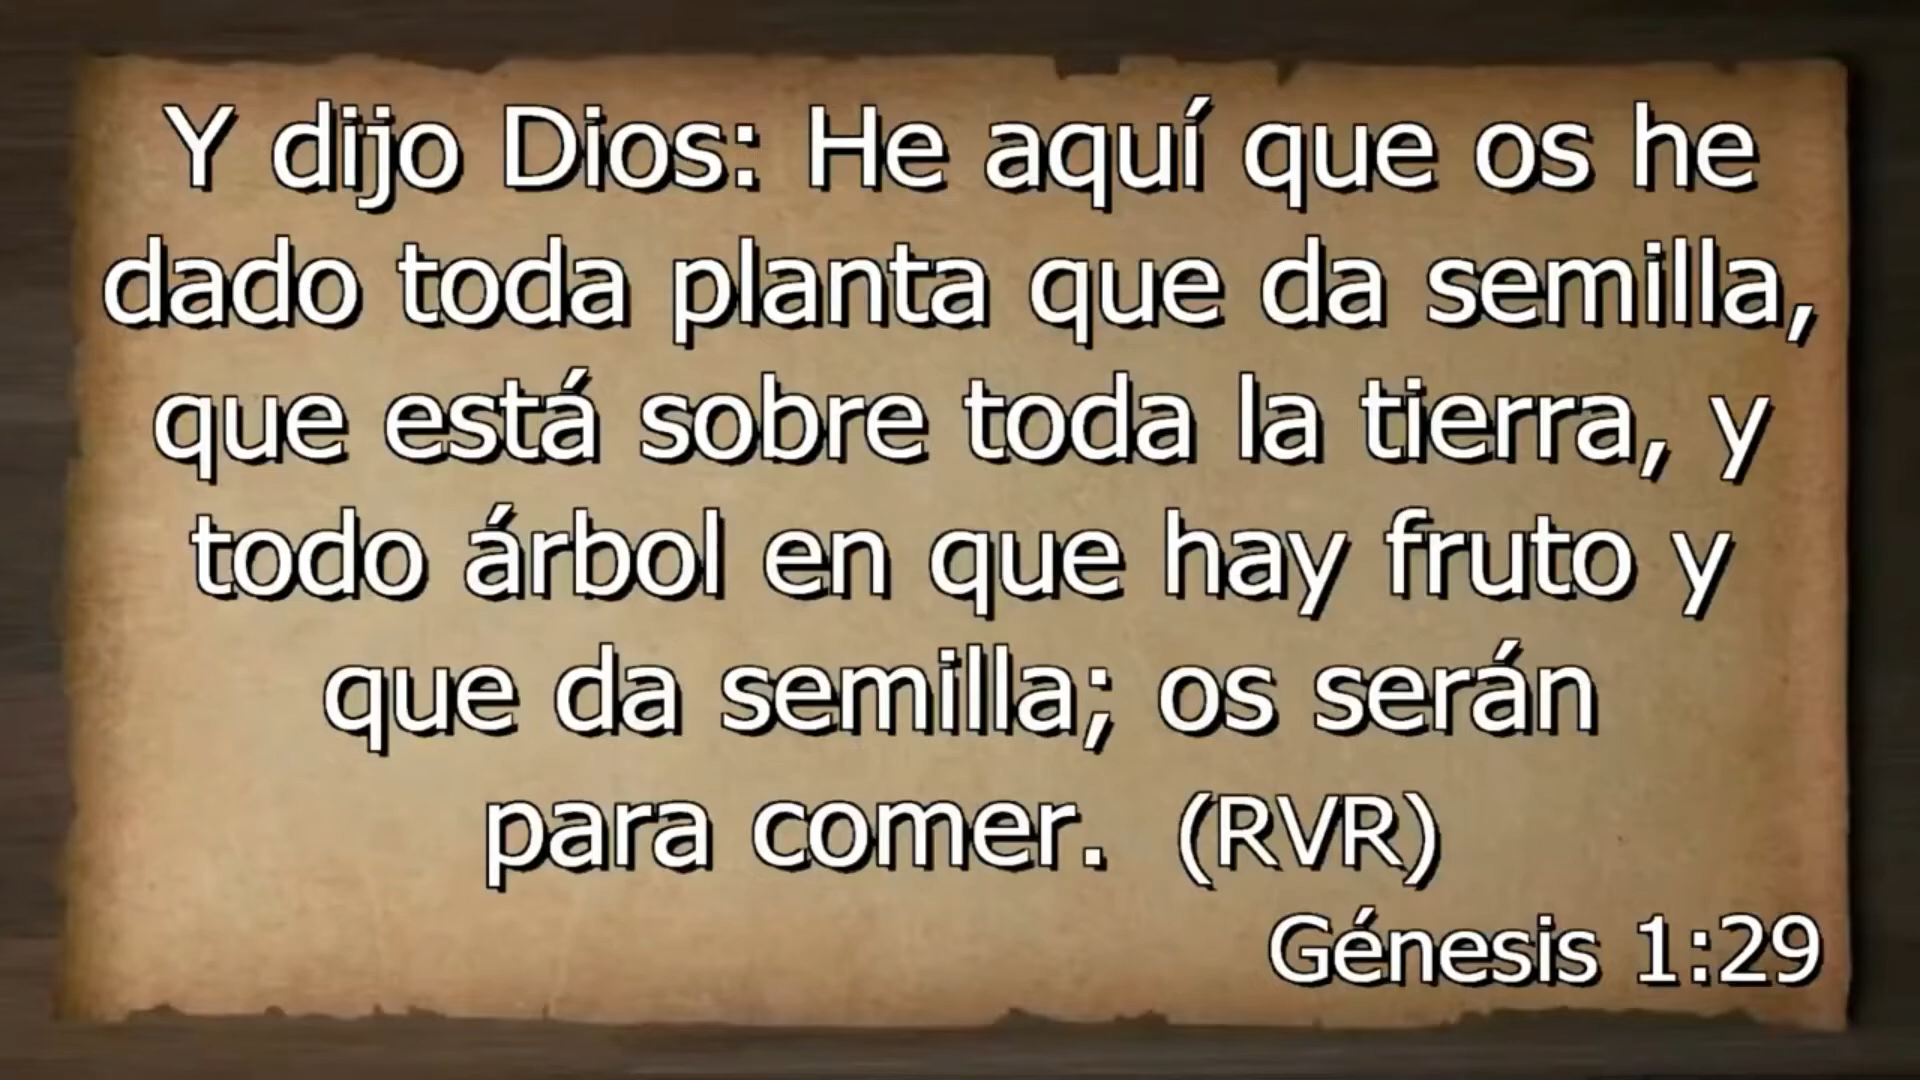 Y dijo Dios: He aquí que os he
dado toda planta que da semilla,
que está sobre toda la tierra, y
todo árbol en que hay fruto y
que da semilla; os serán
para comer. (RVR)
Génesis 1:29